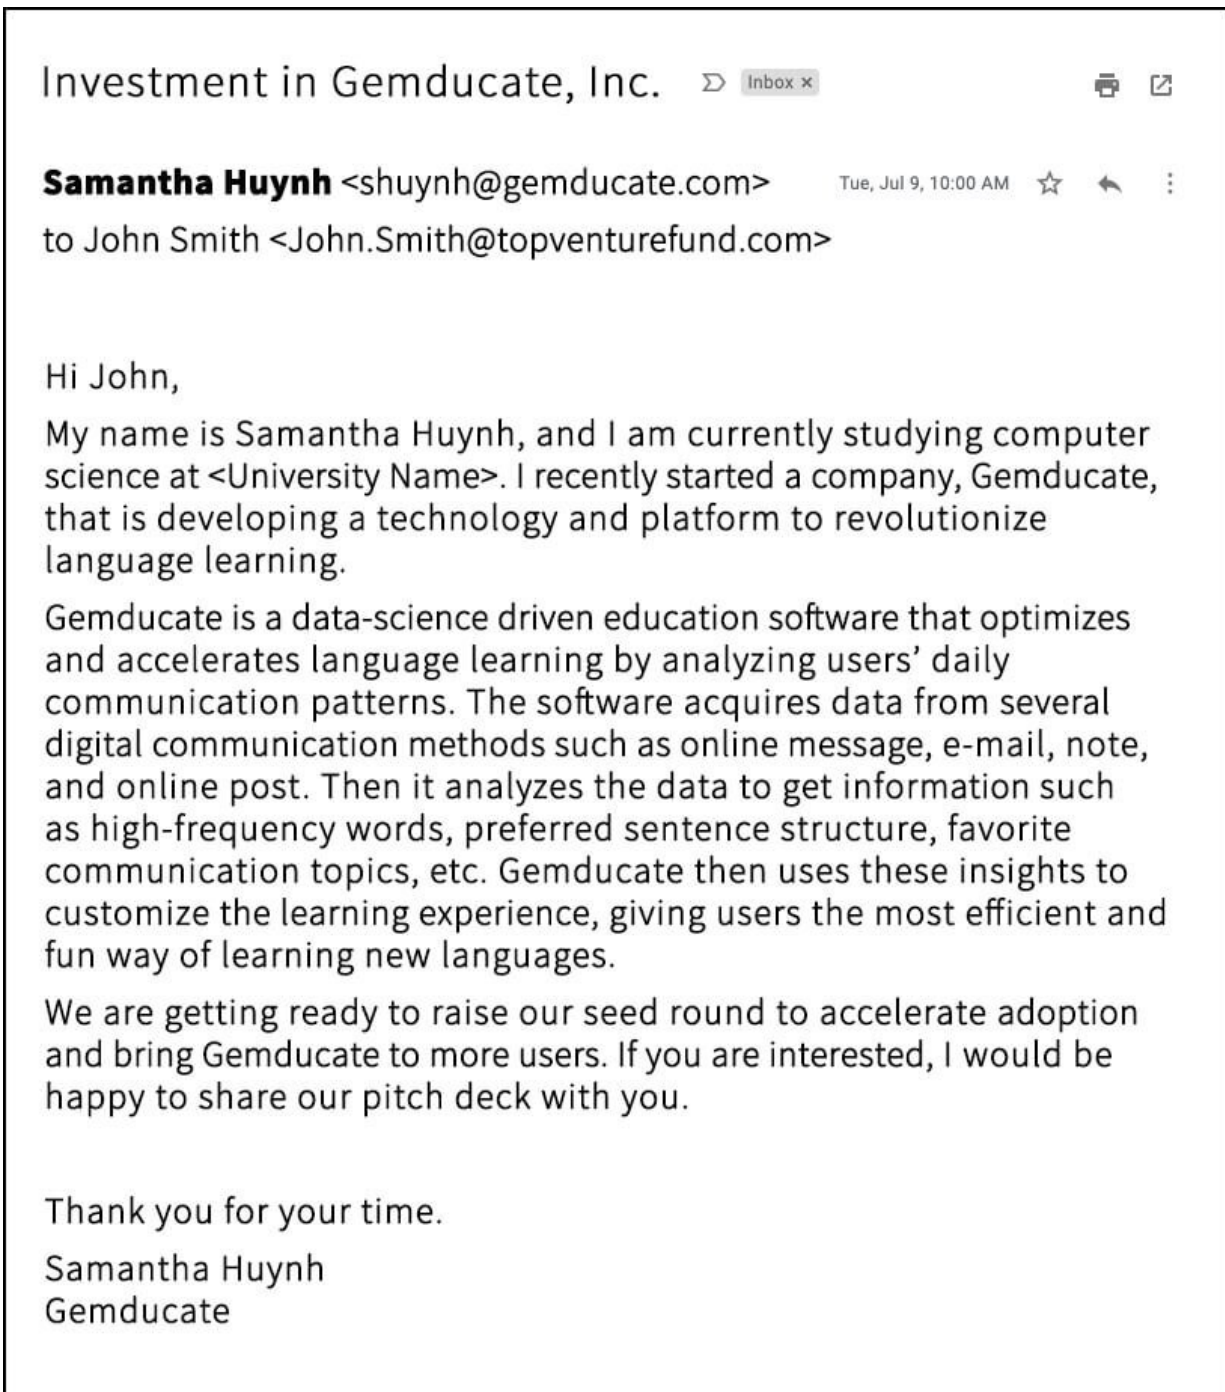 Investment in Gemducate, Inc. Inbox ×
Samantha Huynh <shuynh@gemducate.com> Tue, Jul 9, 10:00 AM
to John Smith <John.Smith@topventurefund.com>
Hi John,
My name is Samantha Huynh, and I am currently studying computer
science at <University Name>. I recently started a company, Gemducate,
that is developing a technology and platform to revolutionize
language learning.
Gemducate is a data-science driven education software that optimizes
and accelerates language learning by analyzing users’ daily
communication patterns. The software acquires data from several
digital communication methods such as online message, e-mail, note,
and online post. Then it analyzes the data to get information such
as high-frequency words, preferred sentence structure, favorite
communication topics, etc. Gemducate then uses these insights to
customize the learning experience, giving users the most efficient and
fun way of learning new languages.
We are getting ready to raise our seed round to accelerate adoption
and bring Gemducate to more users. If you are interested, I would be
happy to share our pitch deck with you.
Thank you for your time.
Samantha Huynh
Gemducate